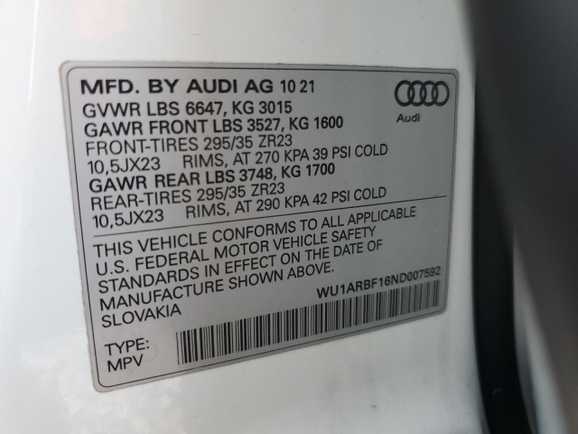 MFD. BY AUDI AG 10 21
GVWR LBS 6647, KG 3015
GAWR FRONT LBS 3527, KG 1600
FRONT-TIRES 295/35 ZR23
10,5JX23 RIMS, AT 270 KPA 39 PSI COLD
GAWR REAR LBS 3748, KG 1700
REAR-TIRES 295/35 ZR23
10,5JX23 RIMS, AT 290 KPA 42 PSI COLD
Audi
THIS VEHICLE CONFORMS TO ALL APPLICABLE
U.S. FEDERAL MOTOR VEHICLE SAFETY
STANDARDS IN EFFECT ON THE DATE OF
MANUFACTURE SHOWN ABOVE.
SLOVAKIA
WU1ARBF16ND007592
TYPE:
MPV